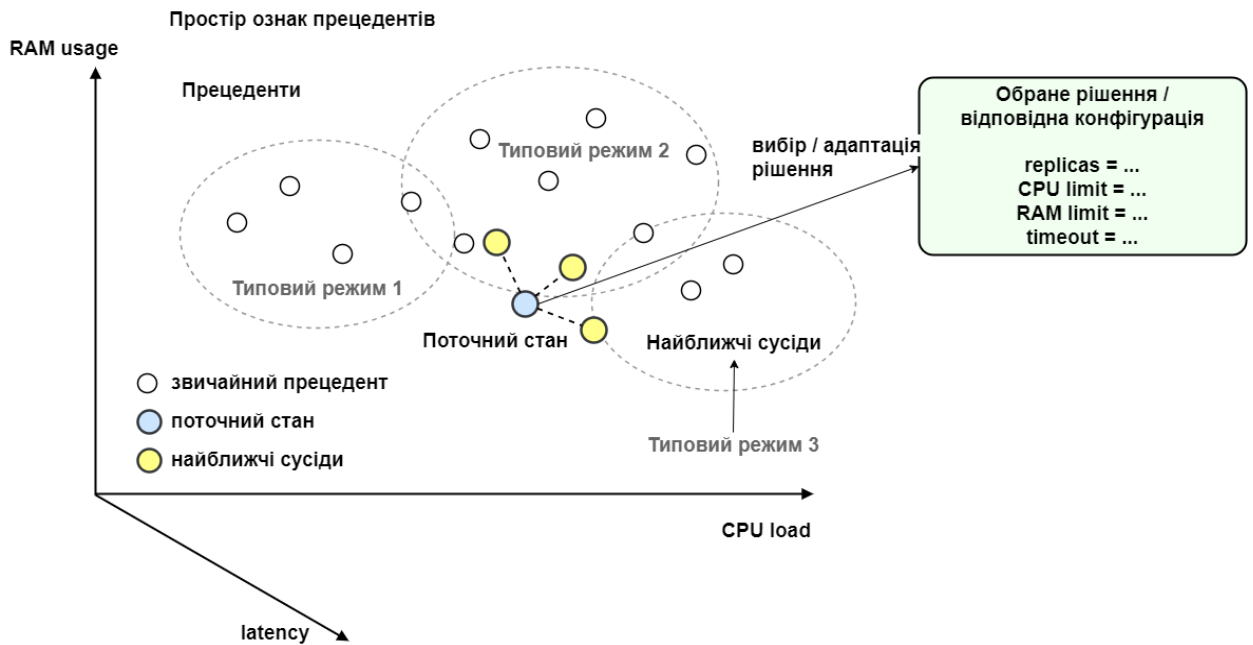 Простір ознак прецедентів
RAM usage
Прецеденти
Обране рішення /
відповідна конфігурація
replicas = ...
CPU limit = ...
RAM limit = ...
timeout = ...
вибір / адаптація
рішення
Типовий режим 2
Типовий режим 1
Поточний стан
Найближчі сусіди
звичайний прецедент
поточний стан
найближчі сусіди
Типовий режим 3
CPU load
latency